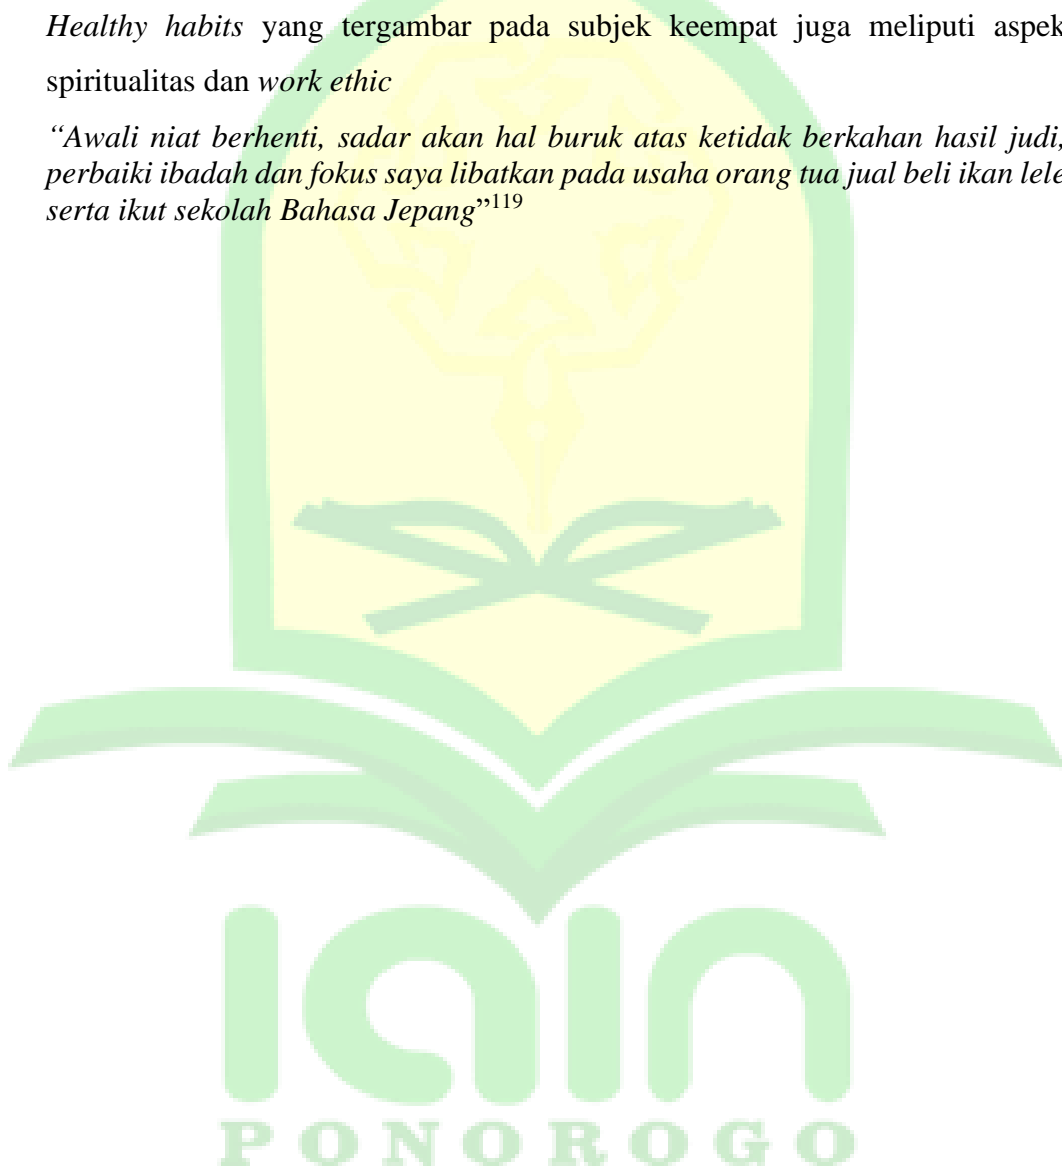 Healthy habits yang tergambar pada subjek keempat juga meliputi aspek
spiritualitas dan work ethic
“Awali niat berhenti, sadar akan hal buruk atas ketidak berkahan hasil judi,
perbaiki ibadah dan fokus saya libatkan pada usaha orang tua jual beli ikan lele
serta ikut sekolah Bahasa Jepang”119
iain
PONOROGO